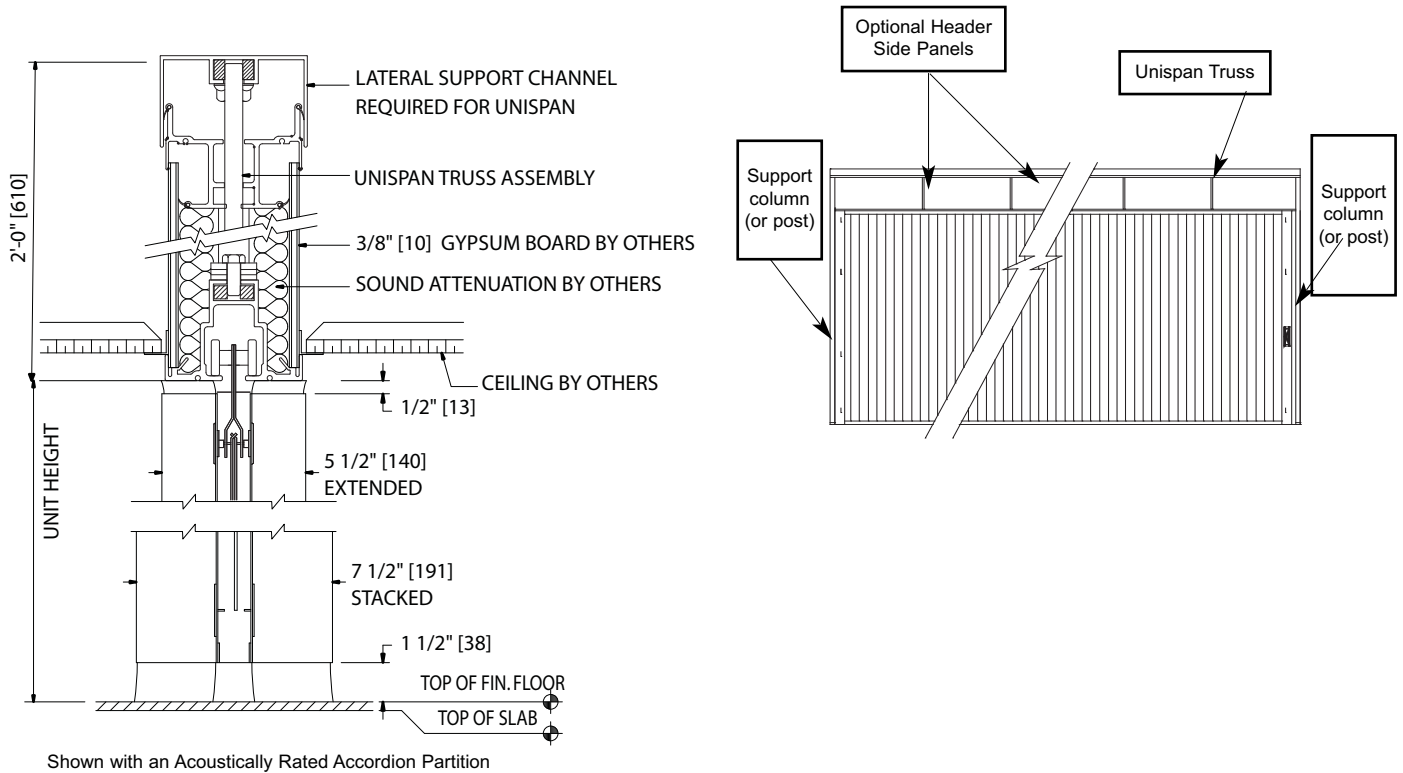 LATERAL SUPPORT CHANNEL
REQUIRED FOR UNISPAN
UNISPAN TRUSS ASSEMBLY
2'-0" [610]
3/8" [10] GYPSUM BOARD BY OTHERS
SOUND ATTENUATION BY OTHERS
CEILING BY OTHERS
1/2" [13]
UNIT HEIGHT
5 1/2" [140]
EXTENDED
7 1/2" [191]
STACKED
1 1/2" [38]
TOP OF FIN. FLOOR
TOP OF SLAB
Shown with an Acoustically Rated Accordion Partition
Optional Header
Side Panels
Unispan Truss
Support
column
(or post)
Support
column
(or post)